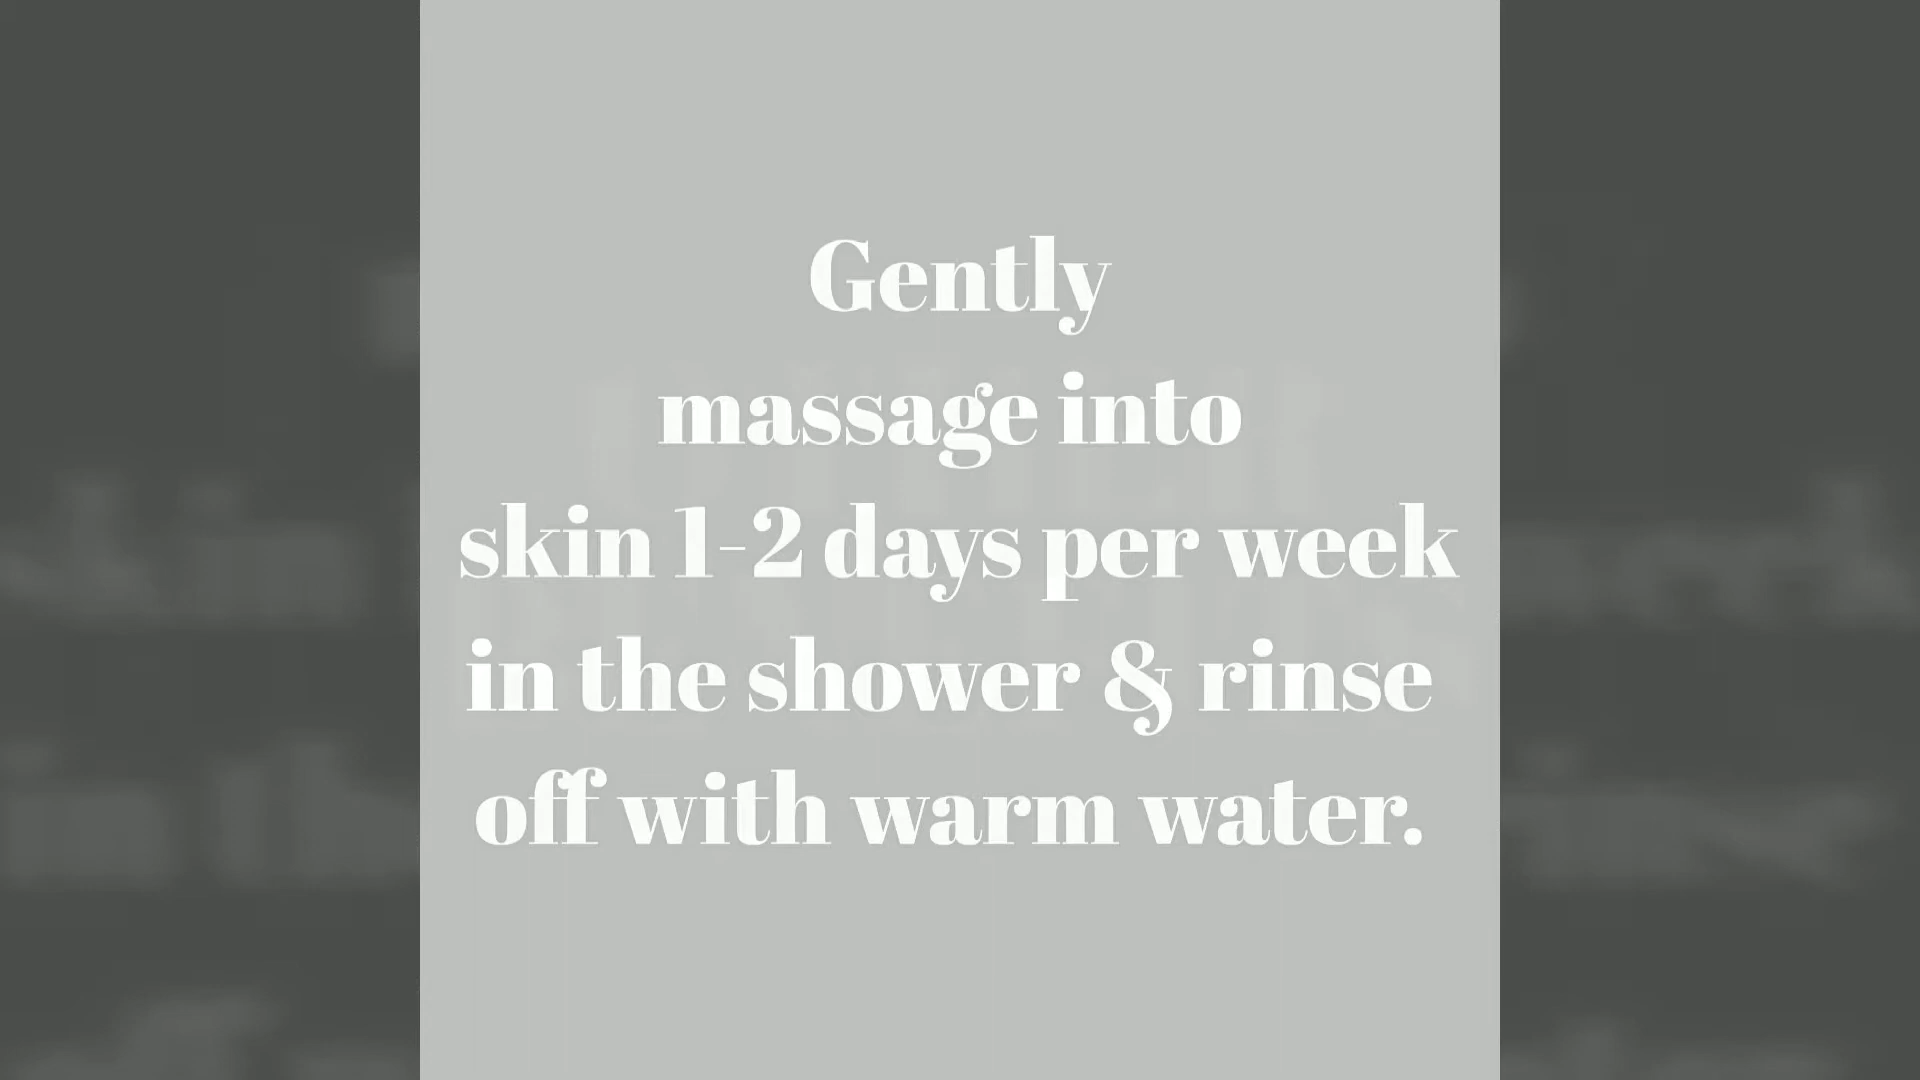 Gently
massage into
skin 1-2 days per week
in the shower & rinse
off with warm water.